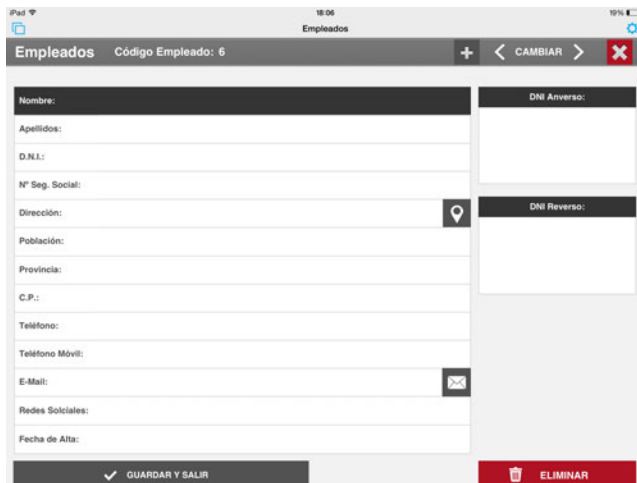 iPad 18:06 19%
Empleados
Empleados Código Empleado: 6 + CAMBIAR
Nombre:
Apellidos:
D.N.I.:
Nº Seg. Social:
Dirección:
Población:
Provincia:
C.P.:
Teléfono:
Teléfono Móvil:
E-Mail:
Redes Solciales:
Fecha de Alta:
DNI Anverso:
DNI Reverso:
GUARDAR Y SALIR
ELIMINAR